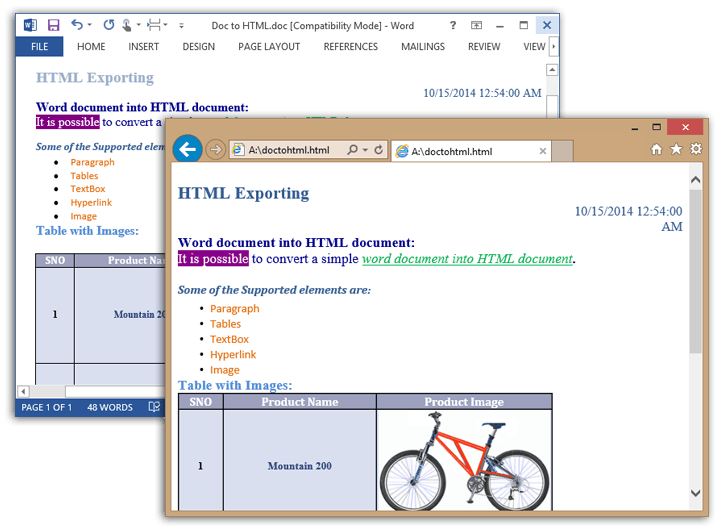 Doc to HTML.doc [Compatibility Mode] - Word
FILE HOME INSERT DESIGN PAGE LAYOUT REFERENCES MAILINGS REVIEW VIEW
HTML Exporting
10/15/2014 12:54:00 AM
Word document into HTML document:
It is possible to convert a
Some of the Supported elem
• Paragraph
• Tables
• TextBox
• Hyperlink
• Image
Table with Images:
SNO Product Na
1 Mountain 20
PAGE 1 OF 1 48 WORDS
A:\doctohtml.html A:\doctohtml.html
HTML Exporting
10/15/2014 12:54:00
AM
Word document into HTML document:
It is possible to convert a simple word document into HTML document.
Some of the Supported elements are:
• Paragraph
• Tables
• TextBox
• Hyperlink
• Image
Table with Images:
SNO Product Name Product Image
1 Mountain 200